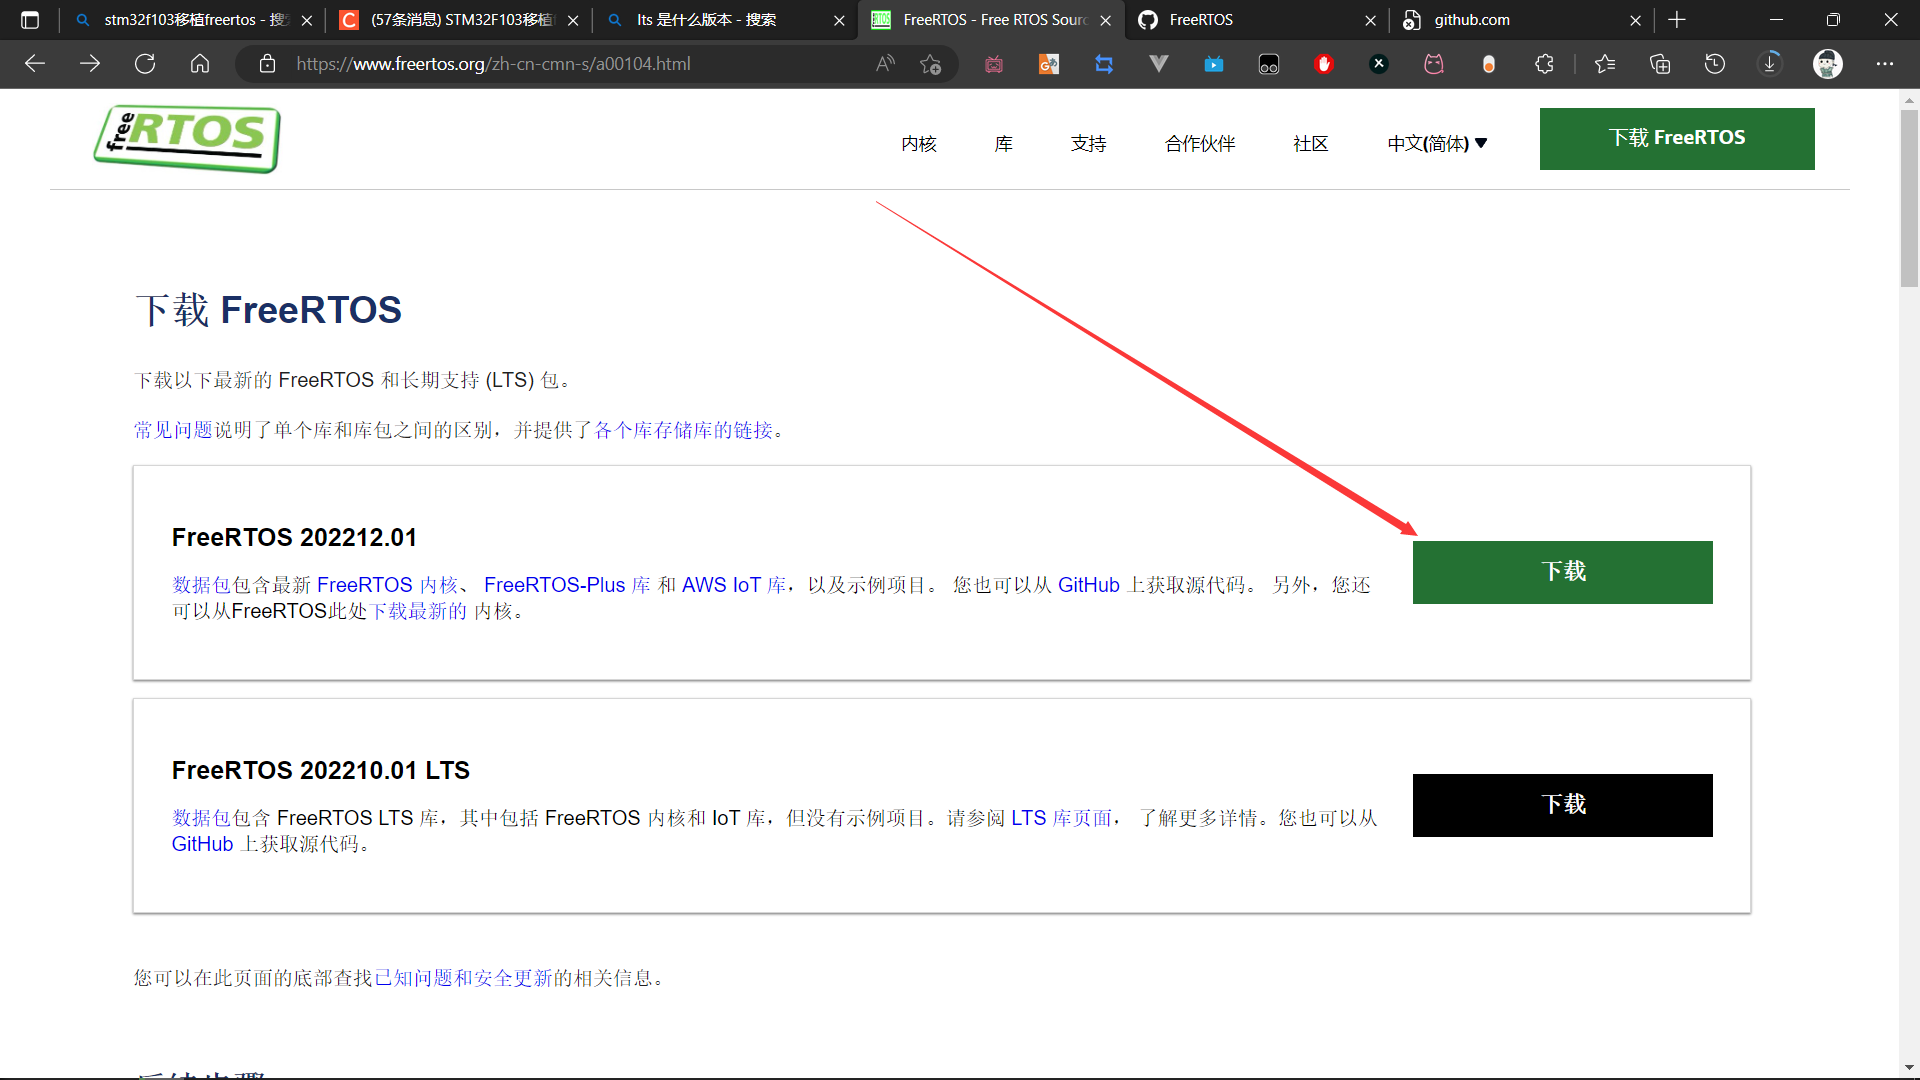 stm32f103移植freertos - 搜
(57条消息) STM32F103移植
lts 是什么版本 - 搜索
FreeRTOS - Free RTOS Sour
FreeRTOS
github.com
https://www.freertos.org/zh-cn-cmn-s/a00104.html
free RTOS
内核
库
支持
合作伙伴
社区
中文(简体)
下载 FreeRTOS
下载 FreeRTOS
下载以下最新的 FreeRTOS 和长期支持 (LTS) 包。
常见问题说明了单个库和库包之间的区别，并提供了各个库存储库的链接。
FreeRTOS 202212.01
数据包包含最新 FreeRTOS 内核、 FreeRTOS-Plus 库 和 AWS IoT 库，以及示例项目。 您也可以从 GitHub 上获取源代码。 另外，您还
可以从FreeRTOS此处下载最新的 内核。
下载
FreeRTOS 202210.01 LTS
数据包包含 FreeRTOS LTS 库，其中包括 FreeRTOS 内核和 IoT 库，但没有示例项目。请参阅 LTS 库页面， 了解更多详情。您也可以从
GitHub 上获取源代码。
下载
您可以在此页面的底部查找已知问题和安全更新的相关信息。